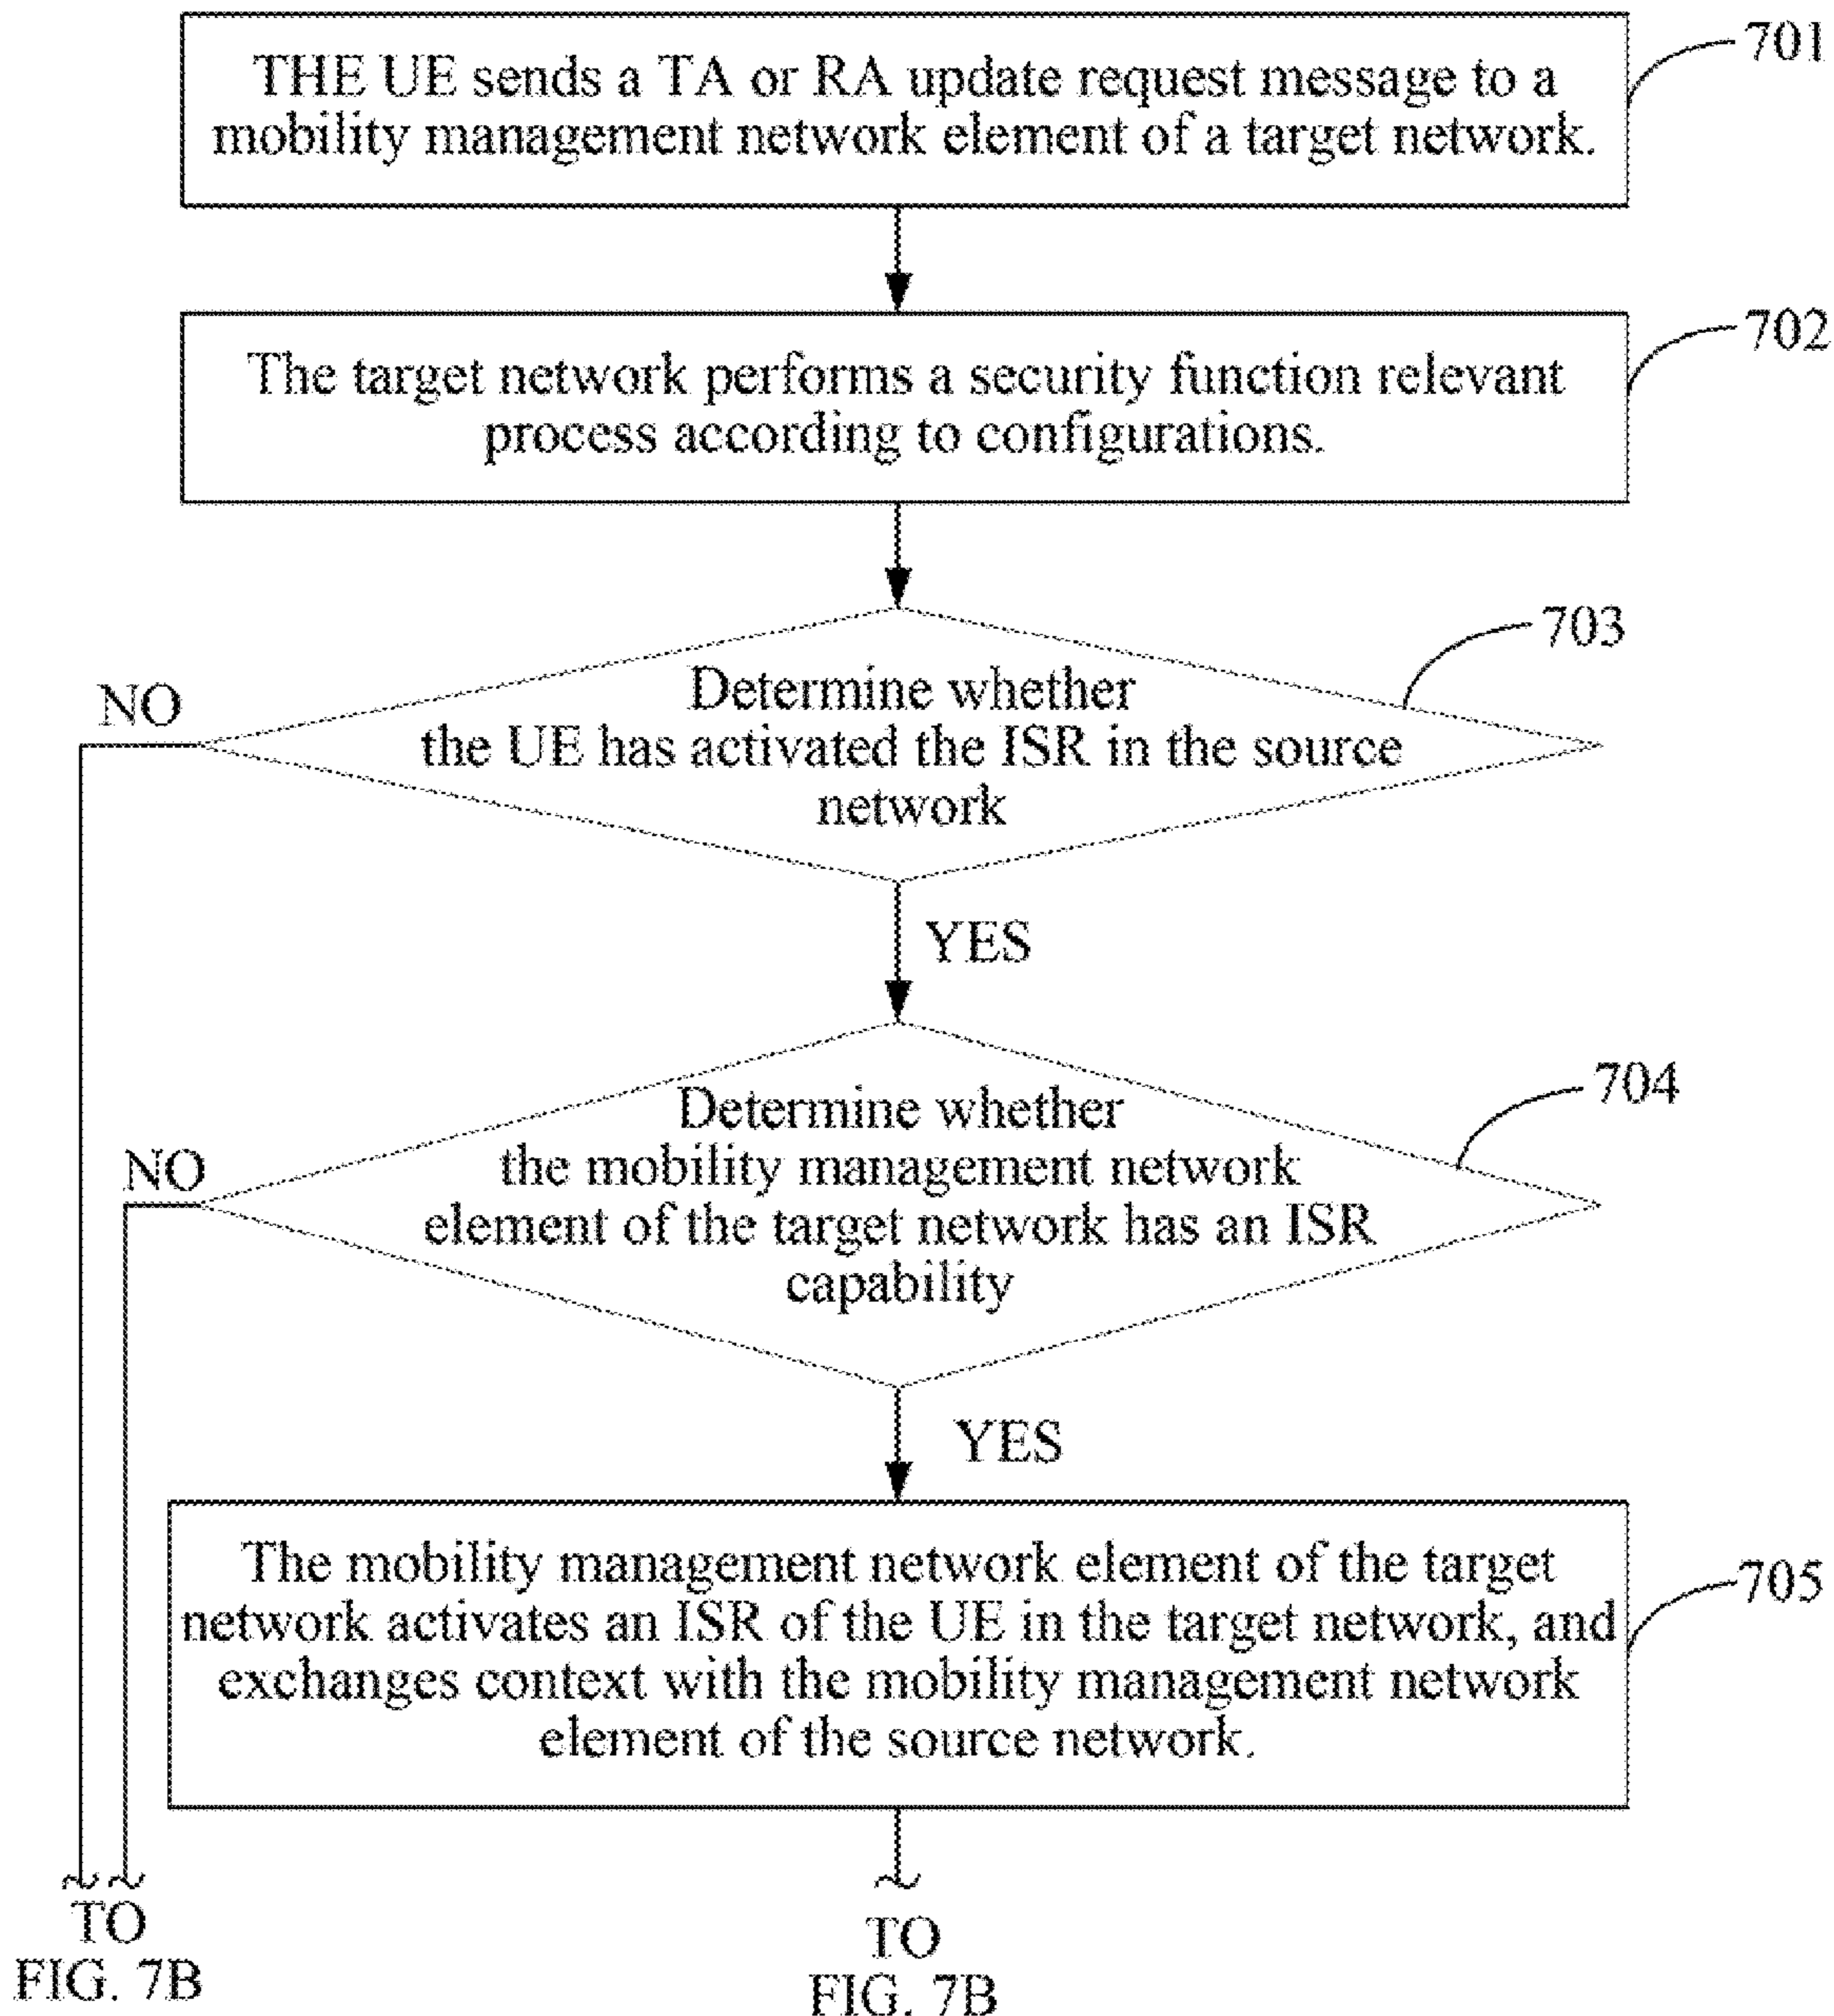 THE UE sends a TA or RA update request message to a
mobility management network element of a target network.
701
The target network performs a security function relevant
process according to configurations.
702
Determine whether
the UE has activated the ISR in the source
network
703
NO
YES
Determine whether
the mobility management network
element of the target network has an ISR
capability
704
NO
YES
The mobility management network element of the target
network activates an ISR of the UE in the target network, and
exchanges context with the mobility management network
element of the source network.
705
TO
FIG. 7B
TO
FIG. 7B